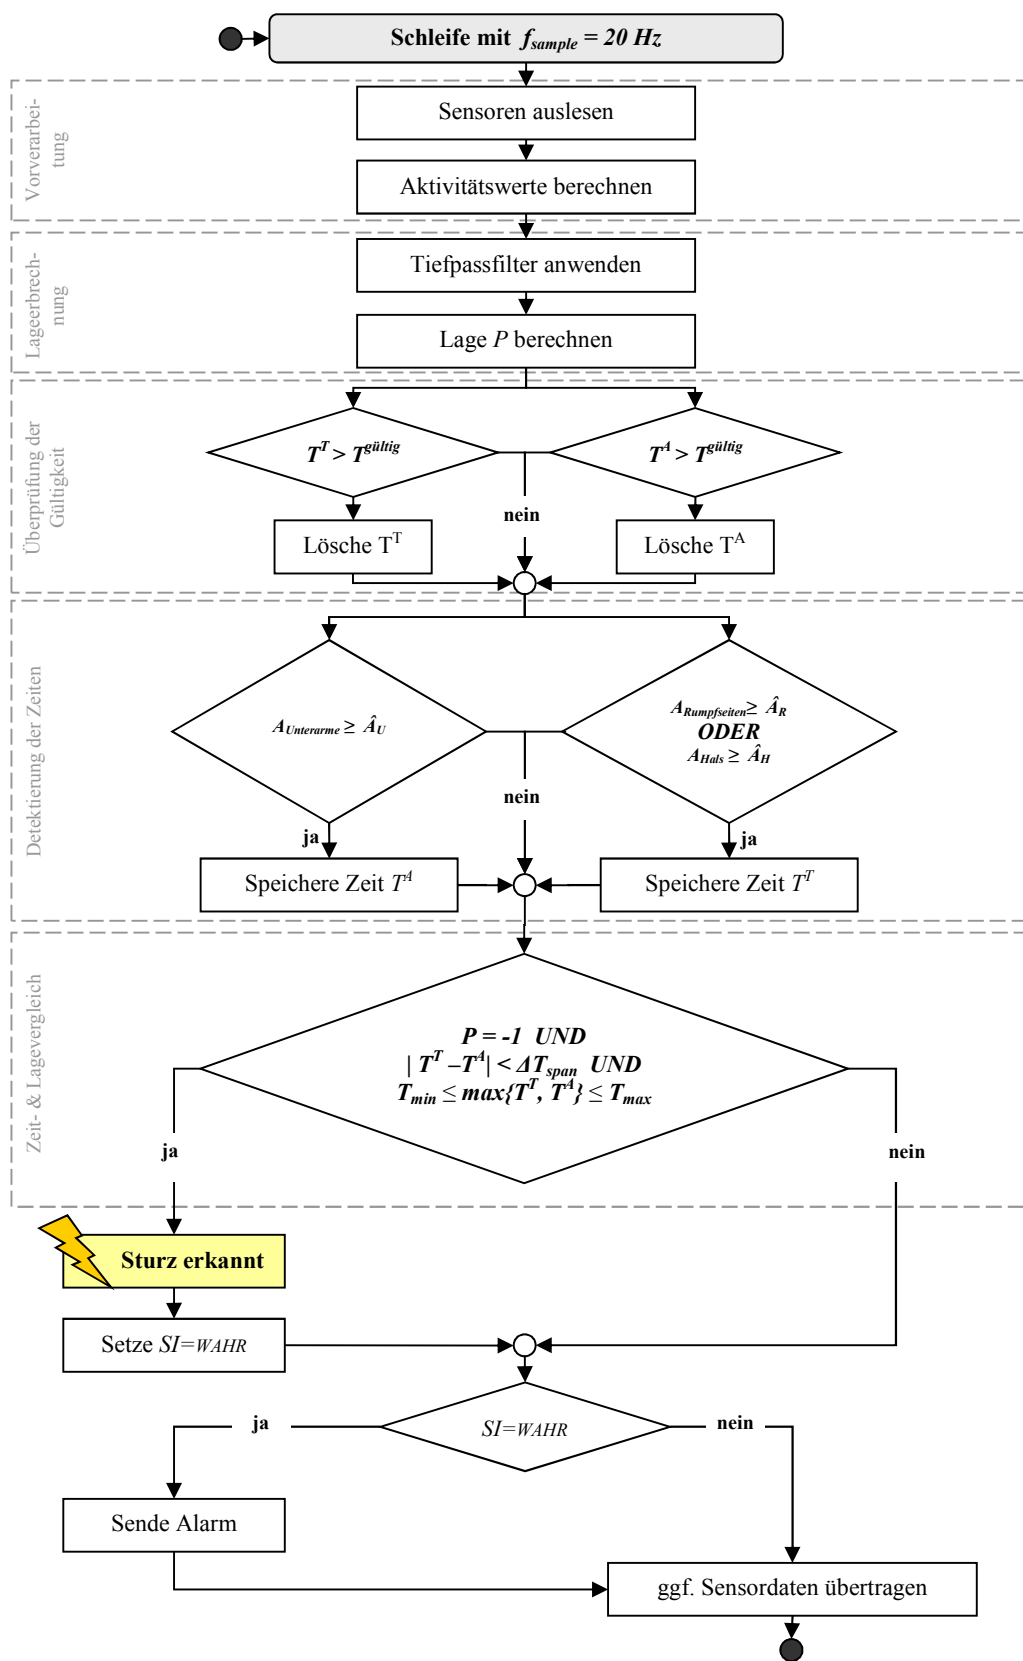 Schleife mit f_sample = 20 Hz
Vorverarbei-
tung
Sensoren auslesen
Aktivitätswerte berechnen
Lageerbrech-
nung
Tiefpassfilter anwenden
Lage P berechnen
Überprüfung der
Gültigkeit
T^T > T^gültig
T^A > T^gültig
nein
Lösche T^T
Lösche T^A
Detektierung der Zeiten
A_Unterarme ≥ Â_U
A_Rumpfseiten ≥ Â_R
ODER
A_Hals ≥ Â_H
nein
ja
ja
Speichere Zeit T^A
Speichere Zeit T^T
Zeit- & Lagevergleich
P = -1 UND
| T^T –T^A| < ΔT_span UND
T_min ≤ max{T^T, T^A} ≤ T_max
ja
nein
Sturz erkannt
Setze SI=WAHR
SI=WAHR
ja
nein
Sende Alarm
ggf. Sensordaten übertragen